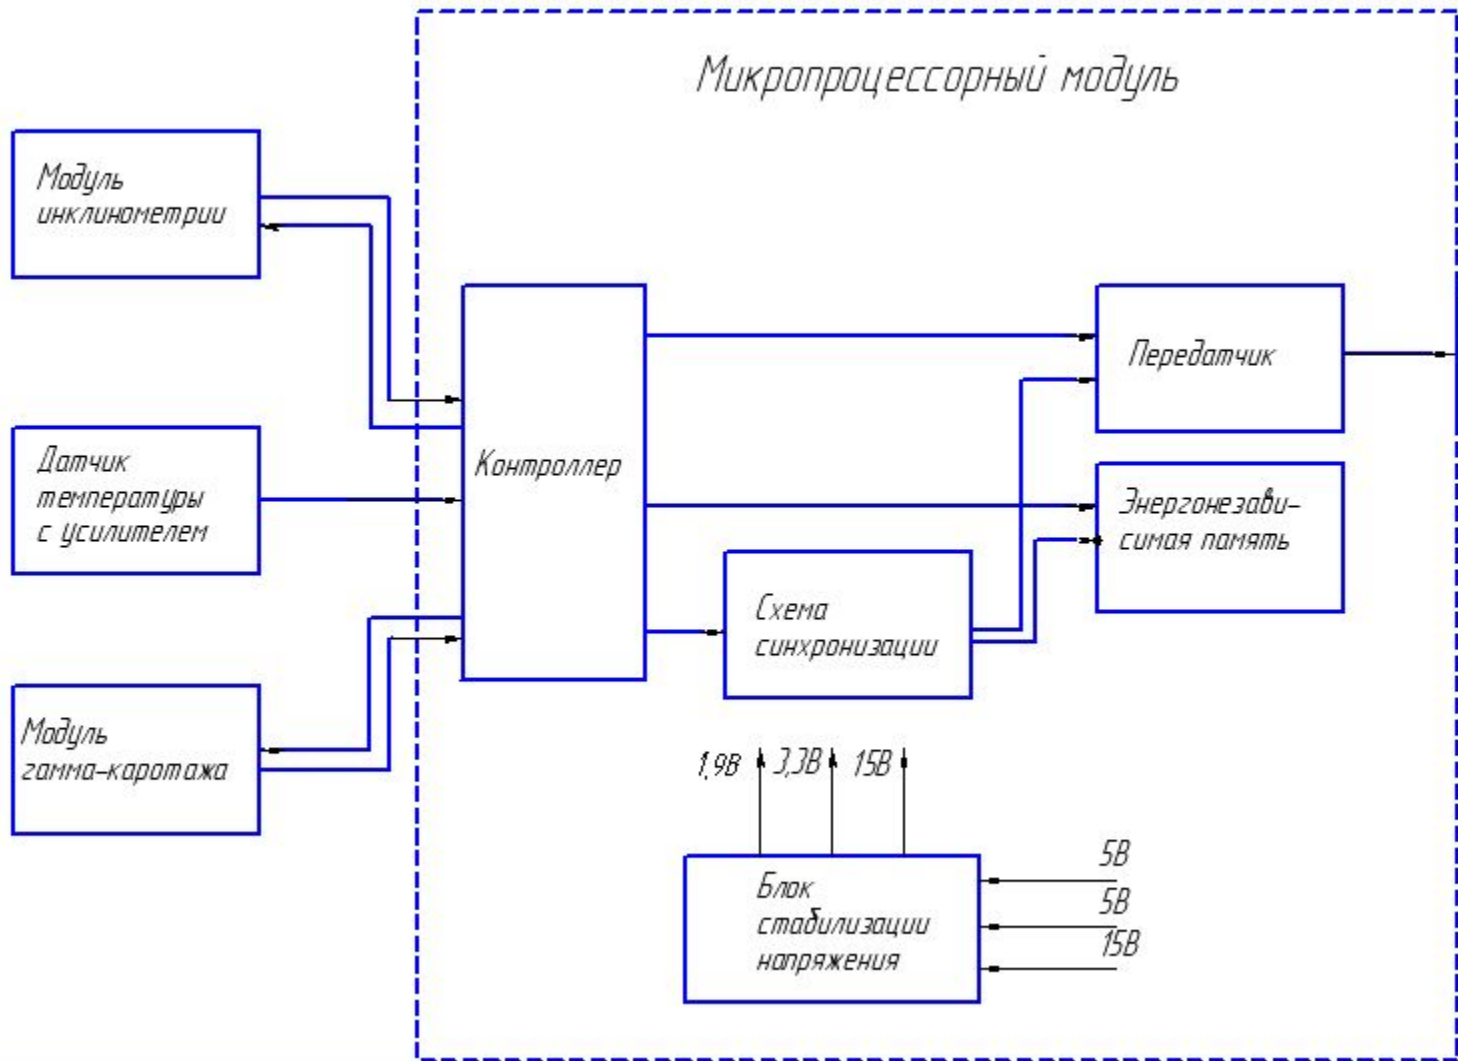 Микропроцессорный модуль
Модуль
инклинометрии
Датчик
температуры
с усилителем
Модуль
гамма-каротажа
Контроллер
Передатчик
Энергонезави-
симая память
Схема
синхронизации
1,9В 3,3В 15В
Блок
стабилизации
напряжения
5В
5В
15В